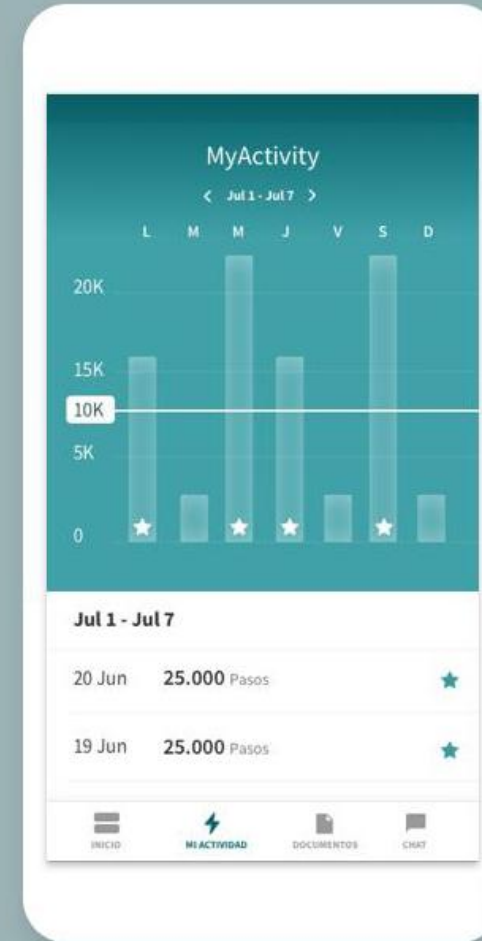 MyActivity
Jul 1 - Jul 7
L M M J V S D
20K
15K
10K
5K
0
Jul 1 - Jul 7
20 Jun 25.000 Pasos
19 Jun 25.000 Pasos
INICIO MI ACTIVIDAD DOCUMENTOS CHAT